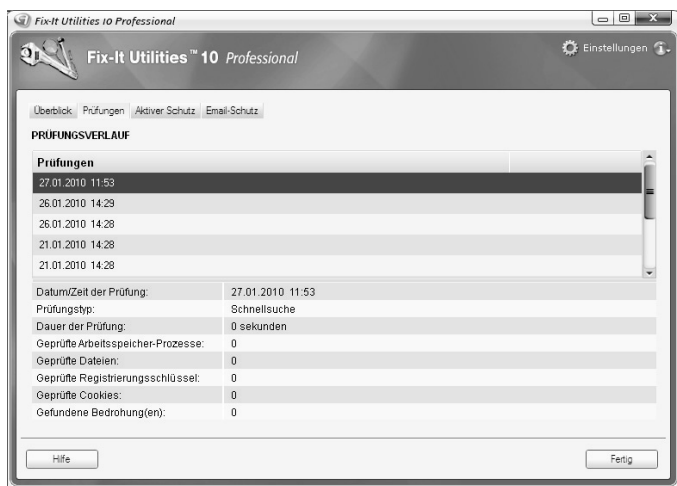 Fix-It Utilities 10 Professional
Fix-It Utilities™ 10 Professional
Einstellungen
Überblick Prüfungen Aktiver Schutz Email-Schutz
PRÜFUNGSVERLAUF
Prüfungen
27.01.2010 11:53
26.01.2010 14:29
26.01.2010 14:28
21.01.2010 14:28
21.01.2010 14:28
Datum/Zeit der Prüfung: 27.01.2010 11:53
Prüfungstyp: Schnellsuche
Dauer der Prüfung: 0 sekunden
Geprüfte Arbeitsspeicher-Prozesse: 0
Geprüfte Dateien: 0
Geprüfte Registrierungsschlüssel: 0
Geprüfte Cookies: 0
Gefundene Bedrohung(en): 0
Hilfe Fertig